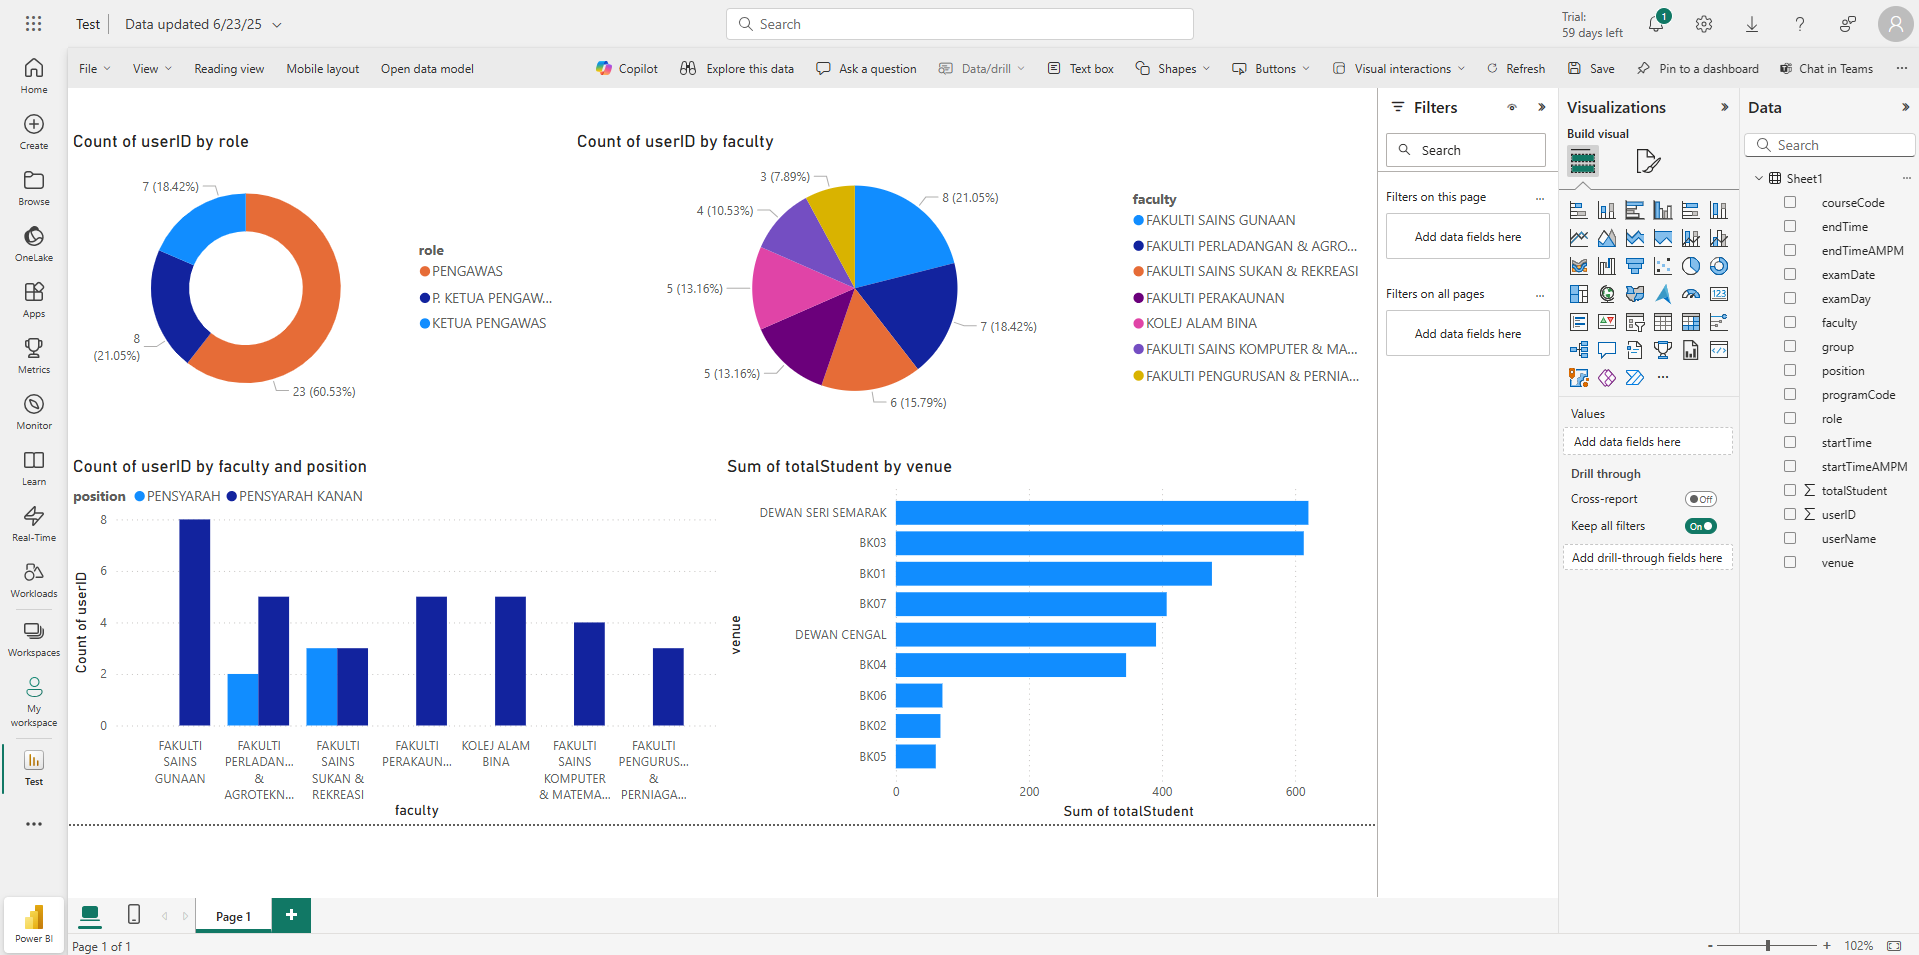 Test
Data updated 6/23/25
Search
Trial:
59 days left
1
File
View
Reading view
Mobile layout
Open data model
Copilot
Explore this data
Ask a question
Data/drill
Text box
Shapes
Buttons
Visual interactions
Refresh
Save
Pin to a dashboard
Chat in Teams
Home
Create
Browse
OneLake
Apps
Metrics
Monitor
Learn
Real-Time
Workloads
Workspaces
My
workspace
Test
Power BI
Count of userID by role
7 (18.42%)
8
(21.05%)
23 (60.53%)
role
PENGAWAS
P. KETUA PENGAW...
KETUA PENGAWAS
Count of userID by faculty
3 (7.89%)
4 (10.53%)
5 (13.16%)
5 (13.16%)
8 (21.05%)
7 (18.42%)
6 (15.79%)
faculty
FAKULTI SAINS GUNAAN
FAKULTI PERLADANGAN & AGRO...
FAKULTI SAINS SUKAN & REKREASI
FAKULTI PERAKAUNAN
KOLEJ ALAM BINA
FAKULTI SAINS KOMPUTER & MA...
FAKULTI PENGURUSAN & PERNIA...
Count of userID by faculty and position
position PENSYARAH PENSYARAH KANAN
Count of userID
8
6
4
2
0
FAKULTI
SAINS
GUNAAN
FAKULTI
PERLADAN...
&
AGROTEKN...
FAKULTI
SAINS
SUKAN &
REKREASI
FAKULTI
PERAKAUN...
KOLEJ ALAM
BINA
FAKULTI
SAINS
KOMPUTER
& MATEMA...
FAKULTI
PENGURUS...
&
PERNIAGA...
faculty
Sum of totalStudent by venue
venue
DEWAN SERI SEMARAK
BK03
BK01
BK07
DEWAN CENGAL
BK04
BK06
BK02
BK05
0
200
400
600
Sum of totalStudent
Filters
Search
Filters on this page
Add data fields here
Filters on all pages
Add data fields here
Visualizations
Build visual
123
Values
Add data fields here
Drill through
Cross-report
Off
Keep all filters
On
Add drill-through fields here
Data
Search
Sheet1
courseCode
endTime
endTimeAMPM
examDate
examDay
faculty
group
position
programCode
role
startTime
startTimeAMPM
totalStudent
userID
userName
venue
Page 1
Page 1 of 1
- + 102%